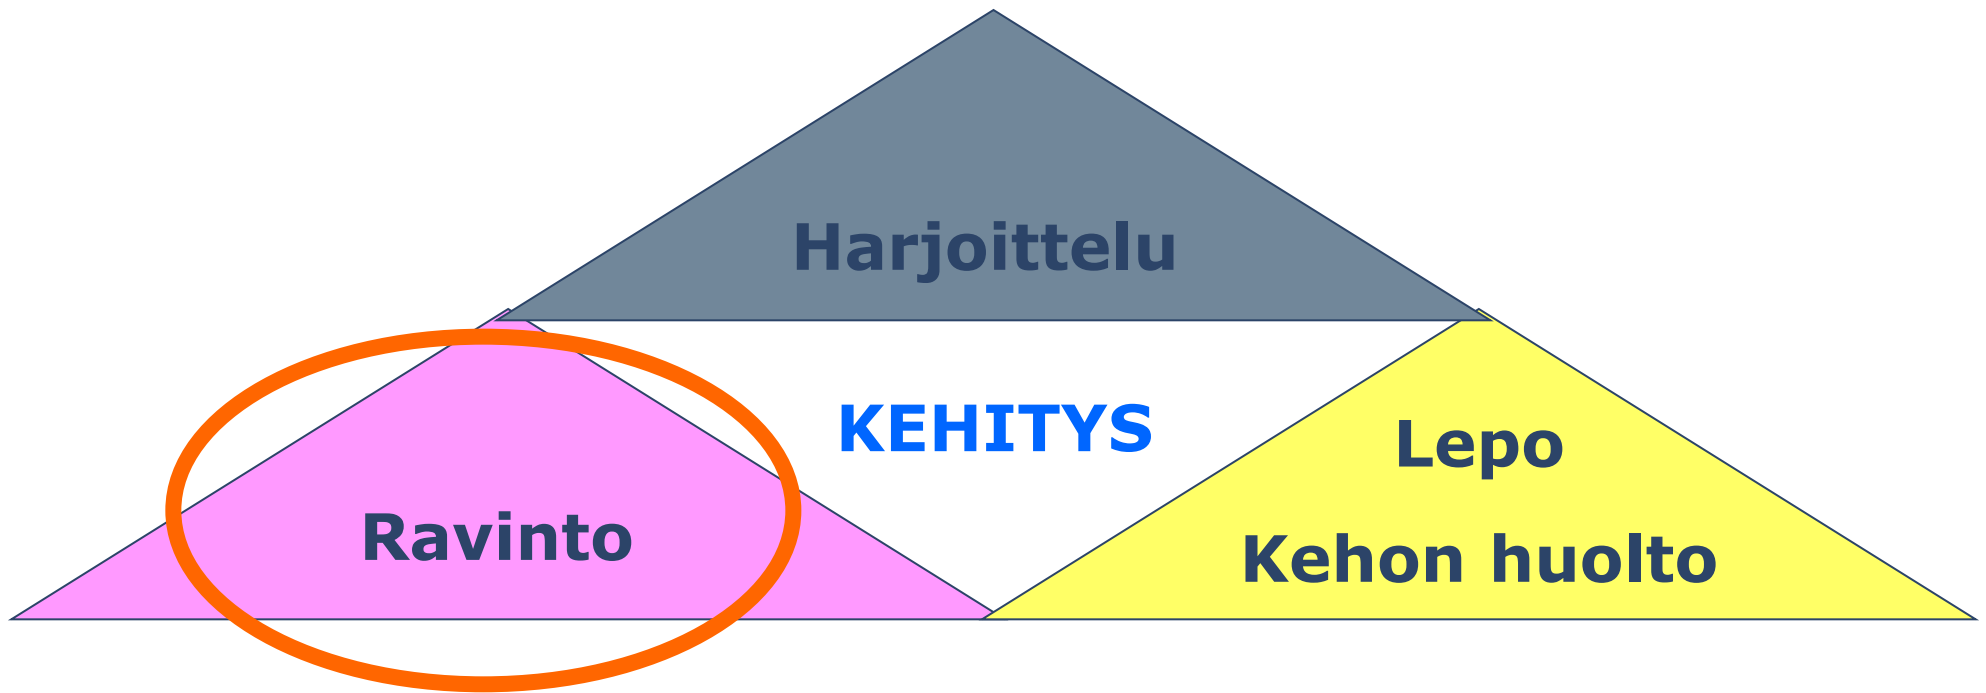 Harjoittelu
KEHITYS
Ravinto
Lepo
Kehon huolto